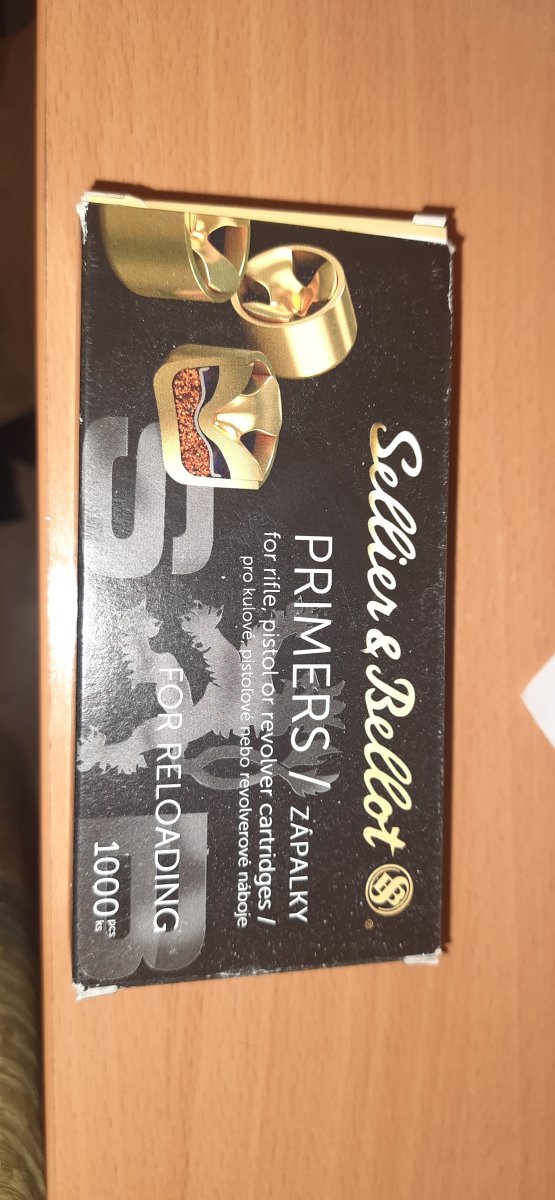 Sellier & Bellot
S&B
®
PRIMERS / ZÁPALKY
for rifle, pistol or revolver cartridges /
pro kulové, pistolové nebo revolverové náboje
FOR RELOADING
1000 pcs
ks
S B